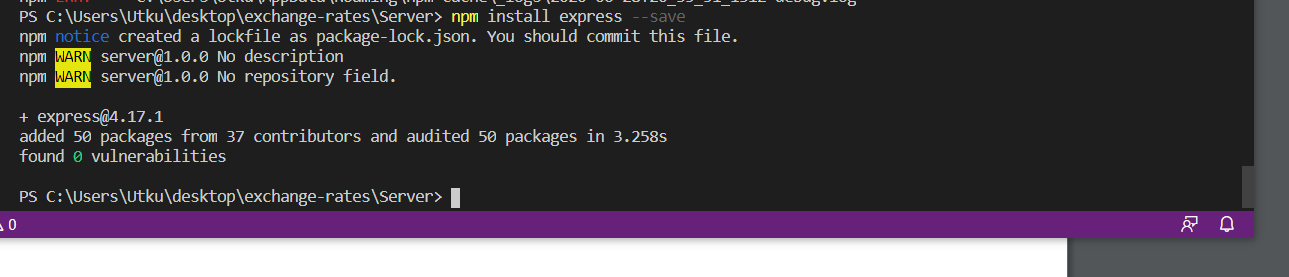 PS C:\Users\Utku\desktop\exchange-rates\Server> npm install express --save
npm notice created a lockfile as package-lock.json. You should commit this file.
npm WARN server@1.0.0 No description
npm WARN server@1.0.0 No repository field.
+ express@4.17.1
added 50 packages from 37 contributors and audited 50 packages in 3.258s
found 0 vulnerabilities
PS C:\Users\Utku\desktop\exchange-rates\Server>
0